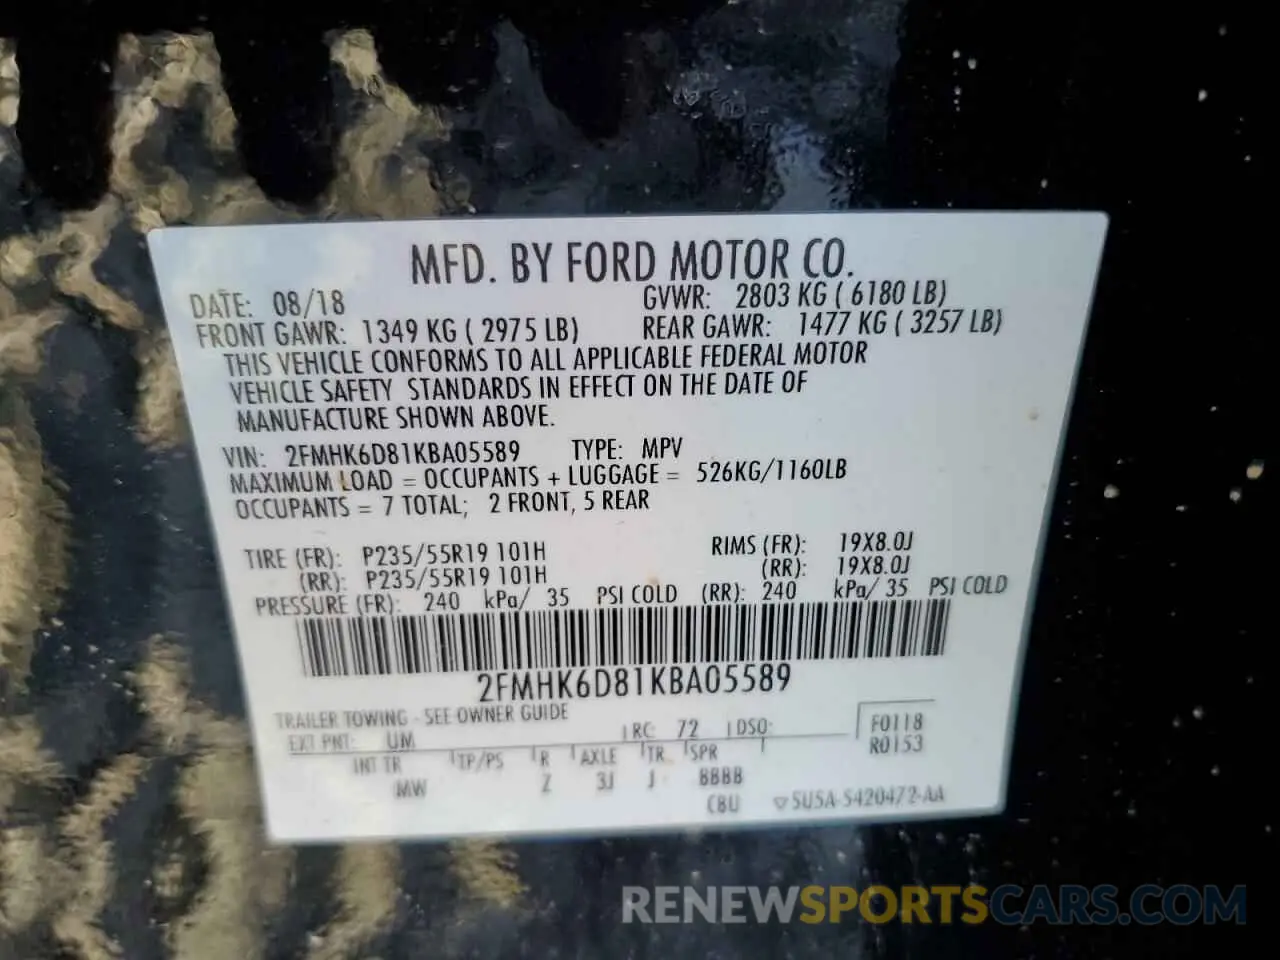 MFD. BY FORD MOTOR CO.
DATE: 08/18 GVWR: 2803 KG ( 6180 LB)
FRONT GAWR: 1349 KG ( 2975 LB) REAR GAWR: 1477 KG ( 3257 LB)
THIS VEHICLE CONFORMS TO ALL APPLICABLE FEDERAL MOTOR
VEHICLE SAFETY STANDARDS IN EFFECT ON THE DATE OF
MANUFACTURE SHOWN ABOVE.
VIN: 2FMHK6D81KBA05589 TYPE: MPV
MAXIMUM LOAD = OCCUPANTS + LUGGAGE = 526KG/1160LB
OCCUPANTS = 7 TOTAL; 2 FRONT, 5 REAR
TIRE (FR): P235/55R19 101H RIMS (FR): 19X8.0J
(RR): P235/55R19 101H (RR): 19X8.0J
PRESSURE (FR): 240 kPa/ 35 PSI COLD (RR): 240 kPa/ 35 PSI COLD
2FMHK6D81KBA05589
TRAILER TOWING - SEE OWNER GUIDE
EXT PNT: UM RC: 72 DSO: F0118
R0153
INT TR TP/PS R AXLE TR SPR
MW 2 3J J BBBB
CBU 5U5A-5420472-AA
RENEWSPORTSCARS.COM